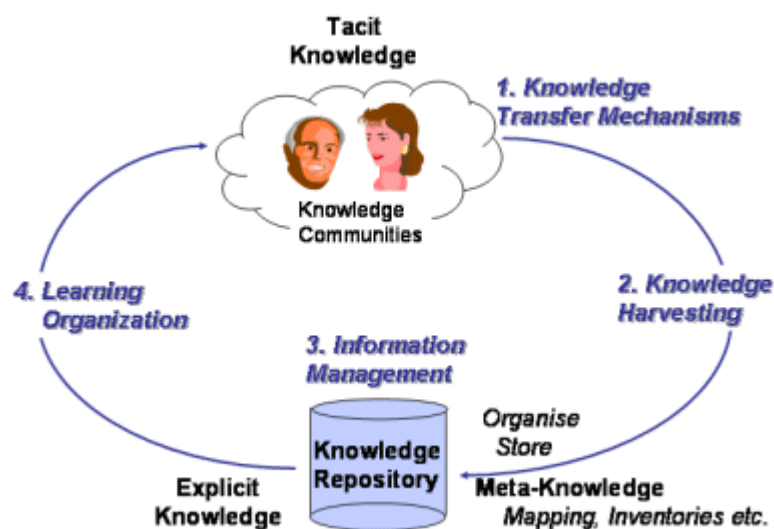 Tacit
Knowledge
1. Knowledge
Transfer Mechanisms
Knowledge
Communities
2. Knowledge
Harvesting
4. Learning
Organization
3. Information
Management
Organise
Store
Knowledge
Repository
Explicit
Knowledge
Meta-Knowledge
Mapping, Inventories etc.